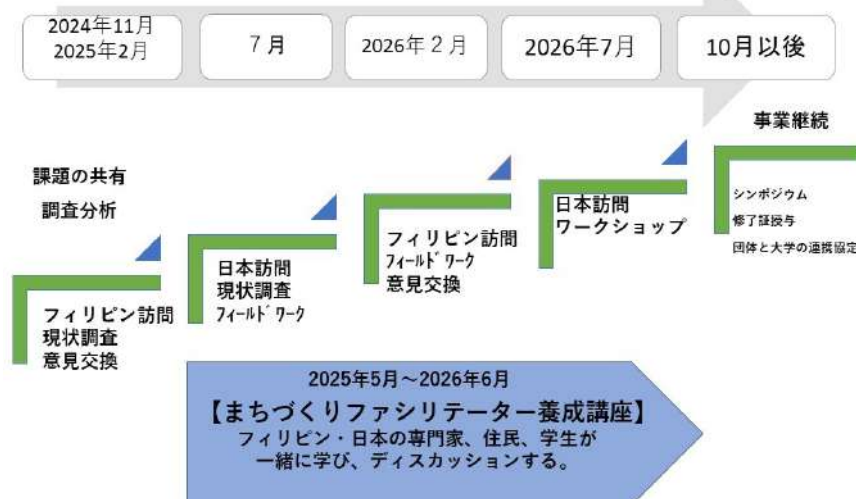 2024年11月
2025年2月
7月
2026年2月
2026年7月
10月以後
事業継続
課題の共有
調査分析
シンポジウム
修了証授与
団体と大学の連携協定
日本訪問
ワークショップ
フィリピン訪問
ﾌｨｰﾙﾄﾞﾜｰｸ
意見交換
日本訪問
現状調査
ﾌｨｰﾙﾄﾞﾜｰｸ
フィリピン訪問
現状調査
意見交換
2025年5月～2026年6月
【まちづくりファシリテーター養成講座】
フィリピン・日本の専門家、住民、学生が
一緒に学び、ディスカッションする。